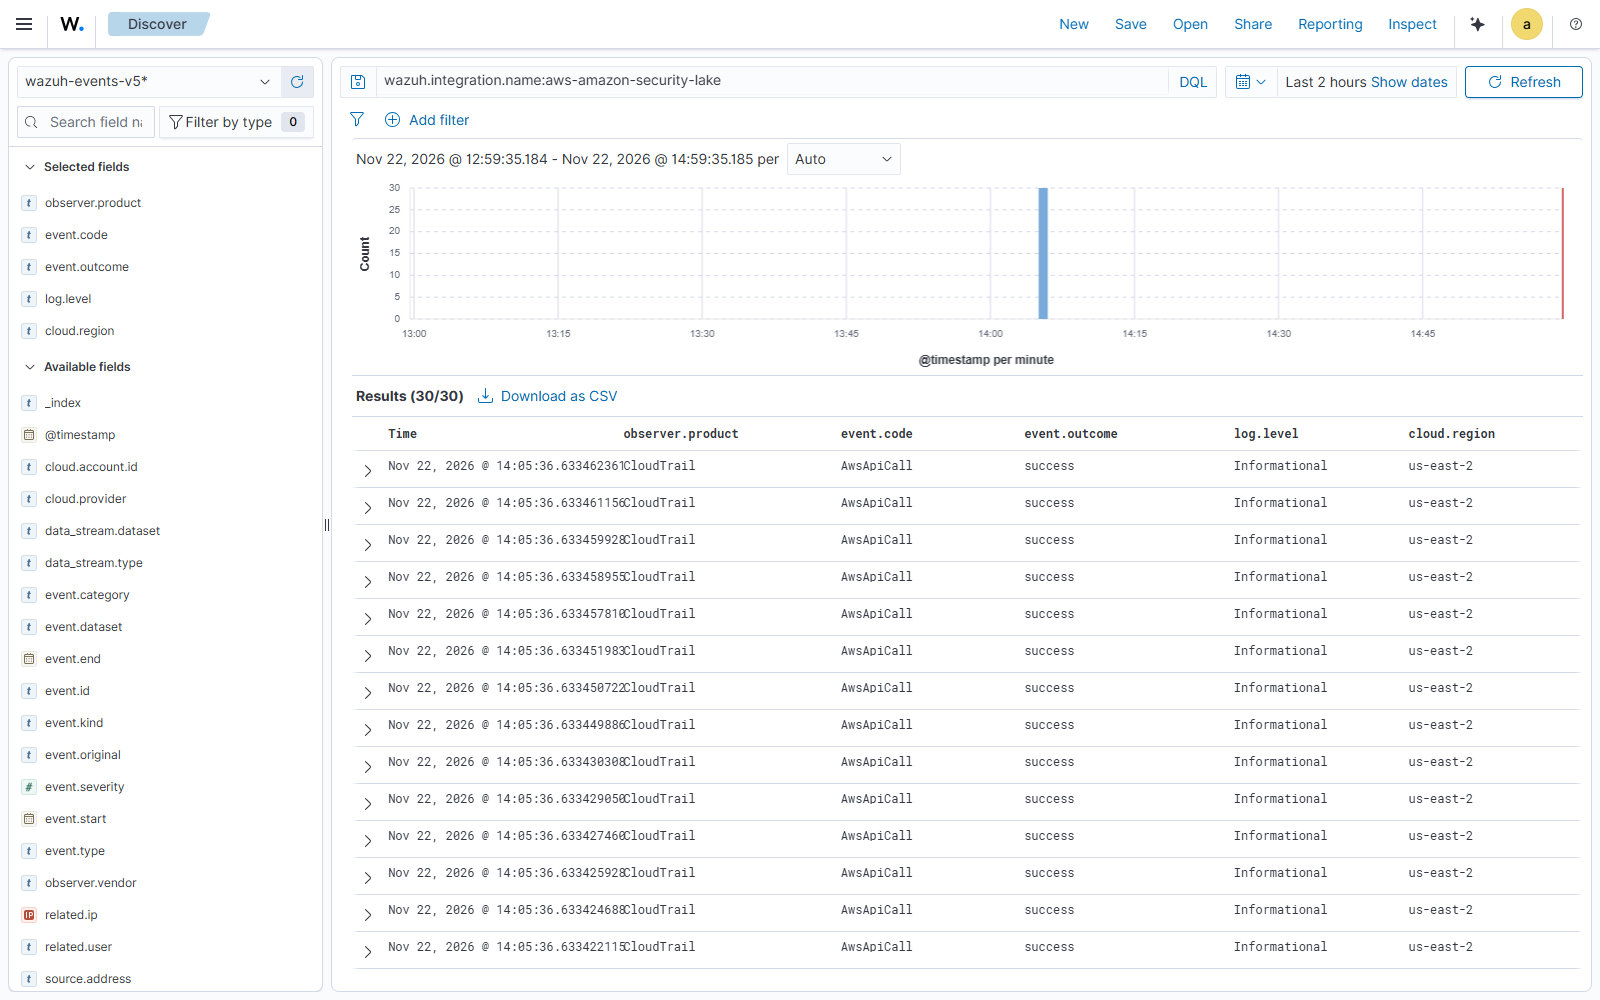 W. Discover New Save Open Share Reporting Inspect a
wazuh-events-v5*
wazuh.integration.name:aws-amazon-security-lake DQL Last 2 hours Show dates Refresh
Filter by type 0
Add filter
Selected fields
t observer.product
t event.code
t event.outcome
t log.level
t cloud.region
Available fields
t _index
@timestamp
t cloud.account.id
t cloud.provider
t data_stream.dataset
t data_stream.type
t event.category
t event.dataset
event.end
t event.id
t event.kind
t event.original
# event.severity
event.start
t event.type
t observer.vendor
IP related.ip
t related.user
t source.address
Search field
Nov 22, 2026 @ 12:59:35.184 - Nov 22, 2026 @ 14:59:35.185 per Auto
Count
30
25
20
15
10
5
0
13:00 13:15 13:30 13:45 14:00 14:15 14:30 14:45
@timestamp per minute
Results (30/30) Download as CSV
Time observer.product event.code event.outcome log.level cloud.region
Nov 22, 2026 @ 14:05:36.633462361 CloudTrail AwsApiCall success Informational us-east-2
Nov 22, 2026 @ 14:05:36.633461156 CloudTrail AwsApiCall success Informational us-east-2
Nov 22, 2026 @ 14:05:36.633459928 CloudTrail AwsApiCall success Informational us-east-2
Nov 22, 2026 @ 14:05:36.633458955 CloudTrail AwsApiCall success Informational us-east-2
Nov 22, 2026 @ 14:05:36.633457810 CloudTrail AwsApiCall success Informational us-east-2
Nov 22, 2026 @ 14:05:36.633451983 CloudTrail AwsApiCall success Informational us-east-2
Nov 22, 2026 @ 14:05:36.633450722 CloudTrail AwsApiCall success Informational us-east-2
Nov 22, 2026 @ 14:05:36.633449886 CloudTrail AwsApiCall success Informational us-east-2
Nov 22, 2026 @ 14:05:36.633430308 CloudTrail AwsApiCall success Informational us-east-2
Nov 22, 2026 @ 14:05:36.633429050 CloudTrail AwsApiCall success Informational us-east-2
Nov 22, 2026 @ 14:05:36.633427460 CloudTrail AwsApiCall success Informational us-east-2
Nov 22, 2026 @ 14:05:36.633425928 CloudTrail AwsApiCall success Informational us-east-2
Nov 22, 2026 @ 14:05:36.633424688 CloudTrail AwsApiCall success Informational us-east-2
Nov 22, 2026 @ 14:05:36.633422115 CloudTrail AwsApiCall success Informational us-east-2